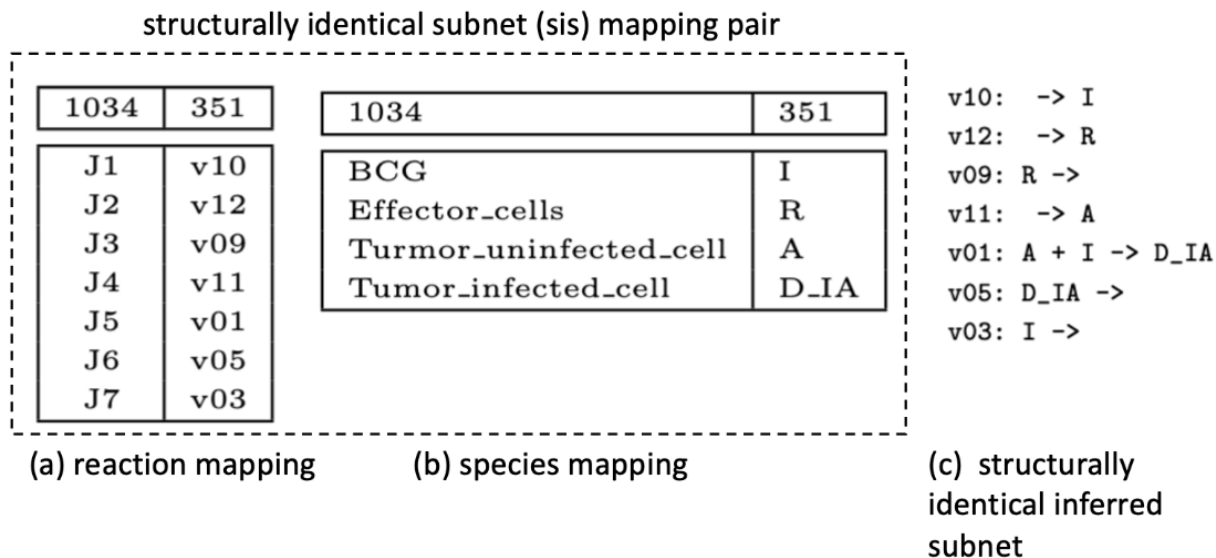 structurally identical subnet (sis) mapping pair
1034 351
J1 v10
J2 v12
J3 v09
J4 v11
J5 v01
J6 v05
J7 v03
(a) reaction mapping
1034 351
BCG I
Effector_cells R
Turmor_uninfected_cell A
Tumor_infected_cell D_IA
(b) species mapping
v10: -> I
v12: -> R
v09: R ->
v11: -> A
v01: A + I -> D_IA
v05: D_IA ->
v03: I ->
(c) structurally
identical inferred
subnet